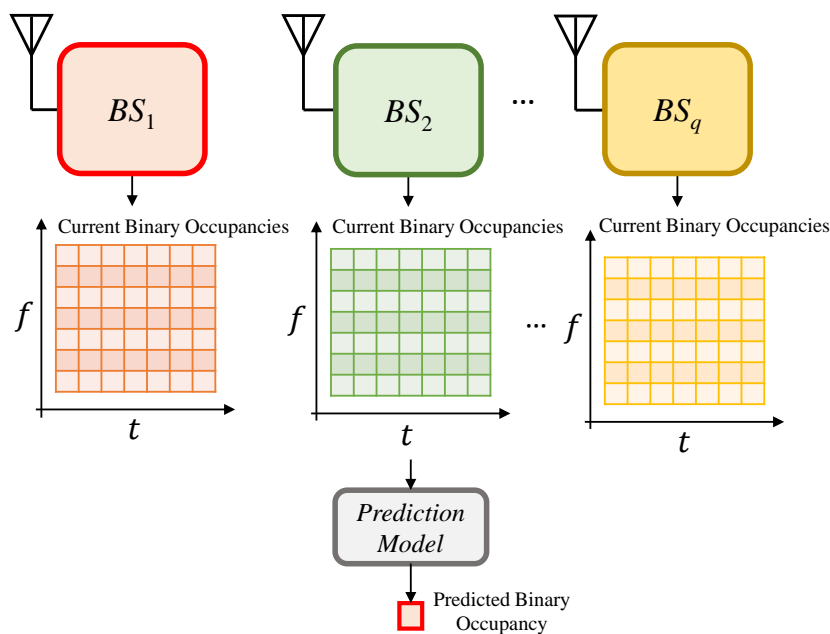 BS1
BS2
...
BSq
Current Binary Occupancies
Current Binary Occupancies
Current Binary Occupancies
f
f
...
f
t
t
t
Prediction
Model
Predicted Binary
Occupancy